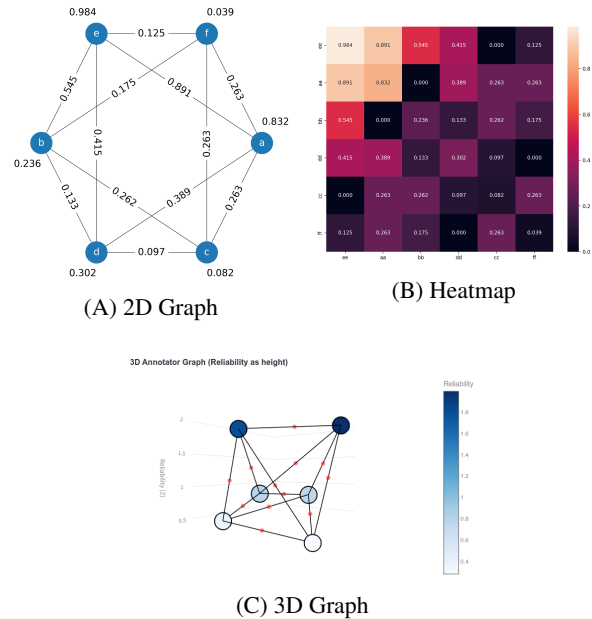 0.984
0.039
e
0.125
f
0.545
0.175
0.891
0.263
0.832
b
0.415
0.263
a
0.236
0.133
0.262
0.389
0.263
d
0.097
c
0.302
0.082
(A) 2D Graph
ee 0.984 0.891 0.545 0.415 0.000 0.125
aa 0.891 0.832 0.000 0.389 0.263 0.263
bb 0.545 0.000 0.236 0.133 0.262 0.175
dd 0.415 0.389 0.133 0.302 0.097 0.000
cc 0.000 0.263 0.262 0.097 0.082 0.263
ff 0.125 0.263 0.175 0.000 0.263 0.039
ee aa bb dd cc ff
0.8
0.6
0.4
0.2
0.0
(B) Heatmap
3D Annotator Graph (Reliability as height)
Reliability
2
1.5
1
0.5
Reliability (Z)
1.8
1.6
1.4
1.2
1
0.8
0.6
0.4
(C) 3D Graph